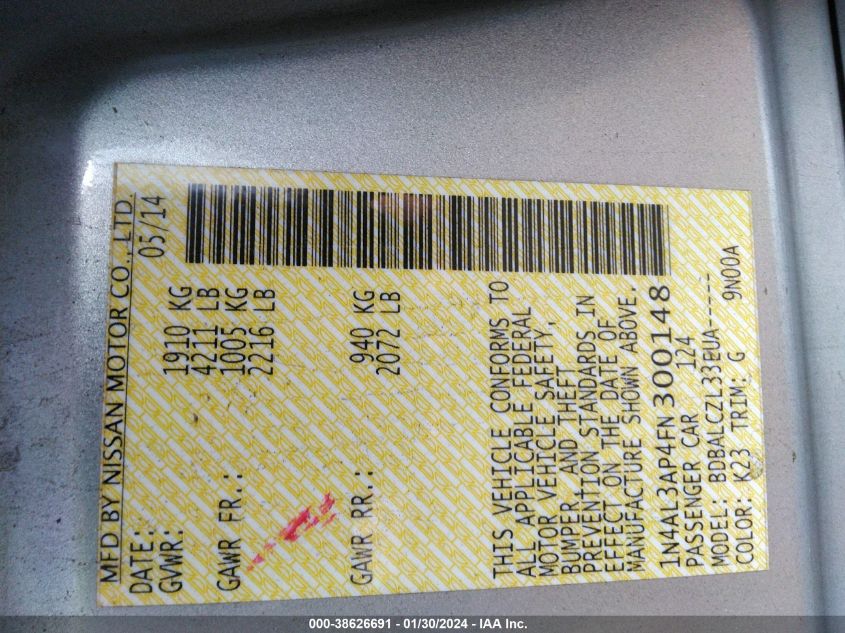 MFD BY NISSAN MOTOR CO., LTD.
DATE: 05/14
GVWR: 1910 KG
4211 LB
GAWR FR.: 1005 KG
2216 LB
GAWR RR.: 940 KG
2072 LB
THIS VEHICLE CONFORMS TO
ALL APPLICABLE FEDERAL
MOTOR VEHICLE SAFETY,
BUMPER AND THEFT
PREVENTION STANDARDS IN
EFFECT ON THE DATE OF
MANUFACTURE SHOWN ABOVE.
1N4AL3AP4FN300148
PASSENGER CAR 124
MODEL: BDBALCZL33EUA-----
COLOR: K23 TRIM: G 9N00A
000-38626691 - 01/30/2024 - IAA Inc.